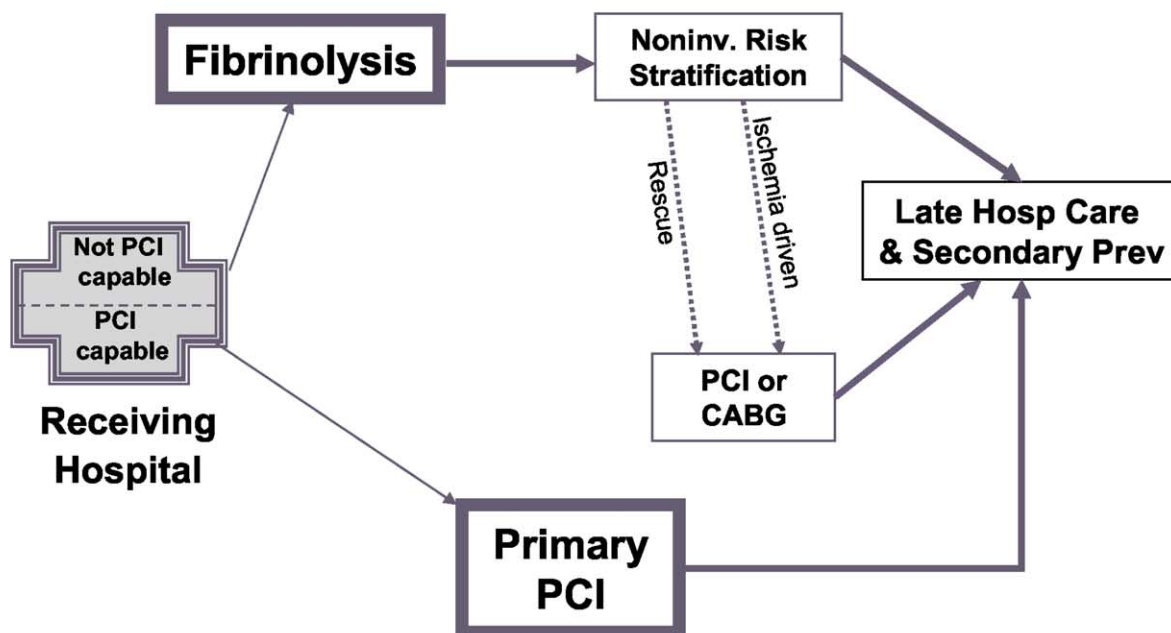 Fibrinolysis
Noninv. Risk
Stratification
Rescue
Ischemia driven
Late Hosp Care
& Secondary Prev
Not PCI
capable
PCI
capable
Receiving
Hospital
PCI or
CABG
Primary
PCI